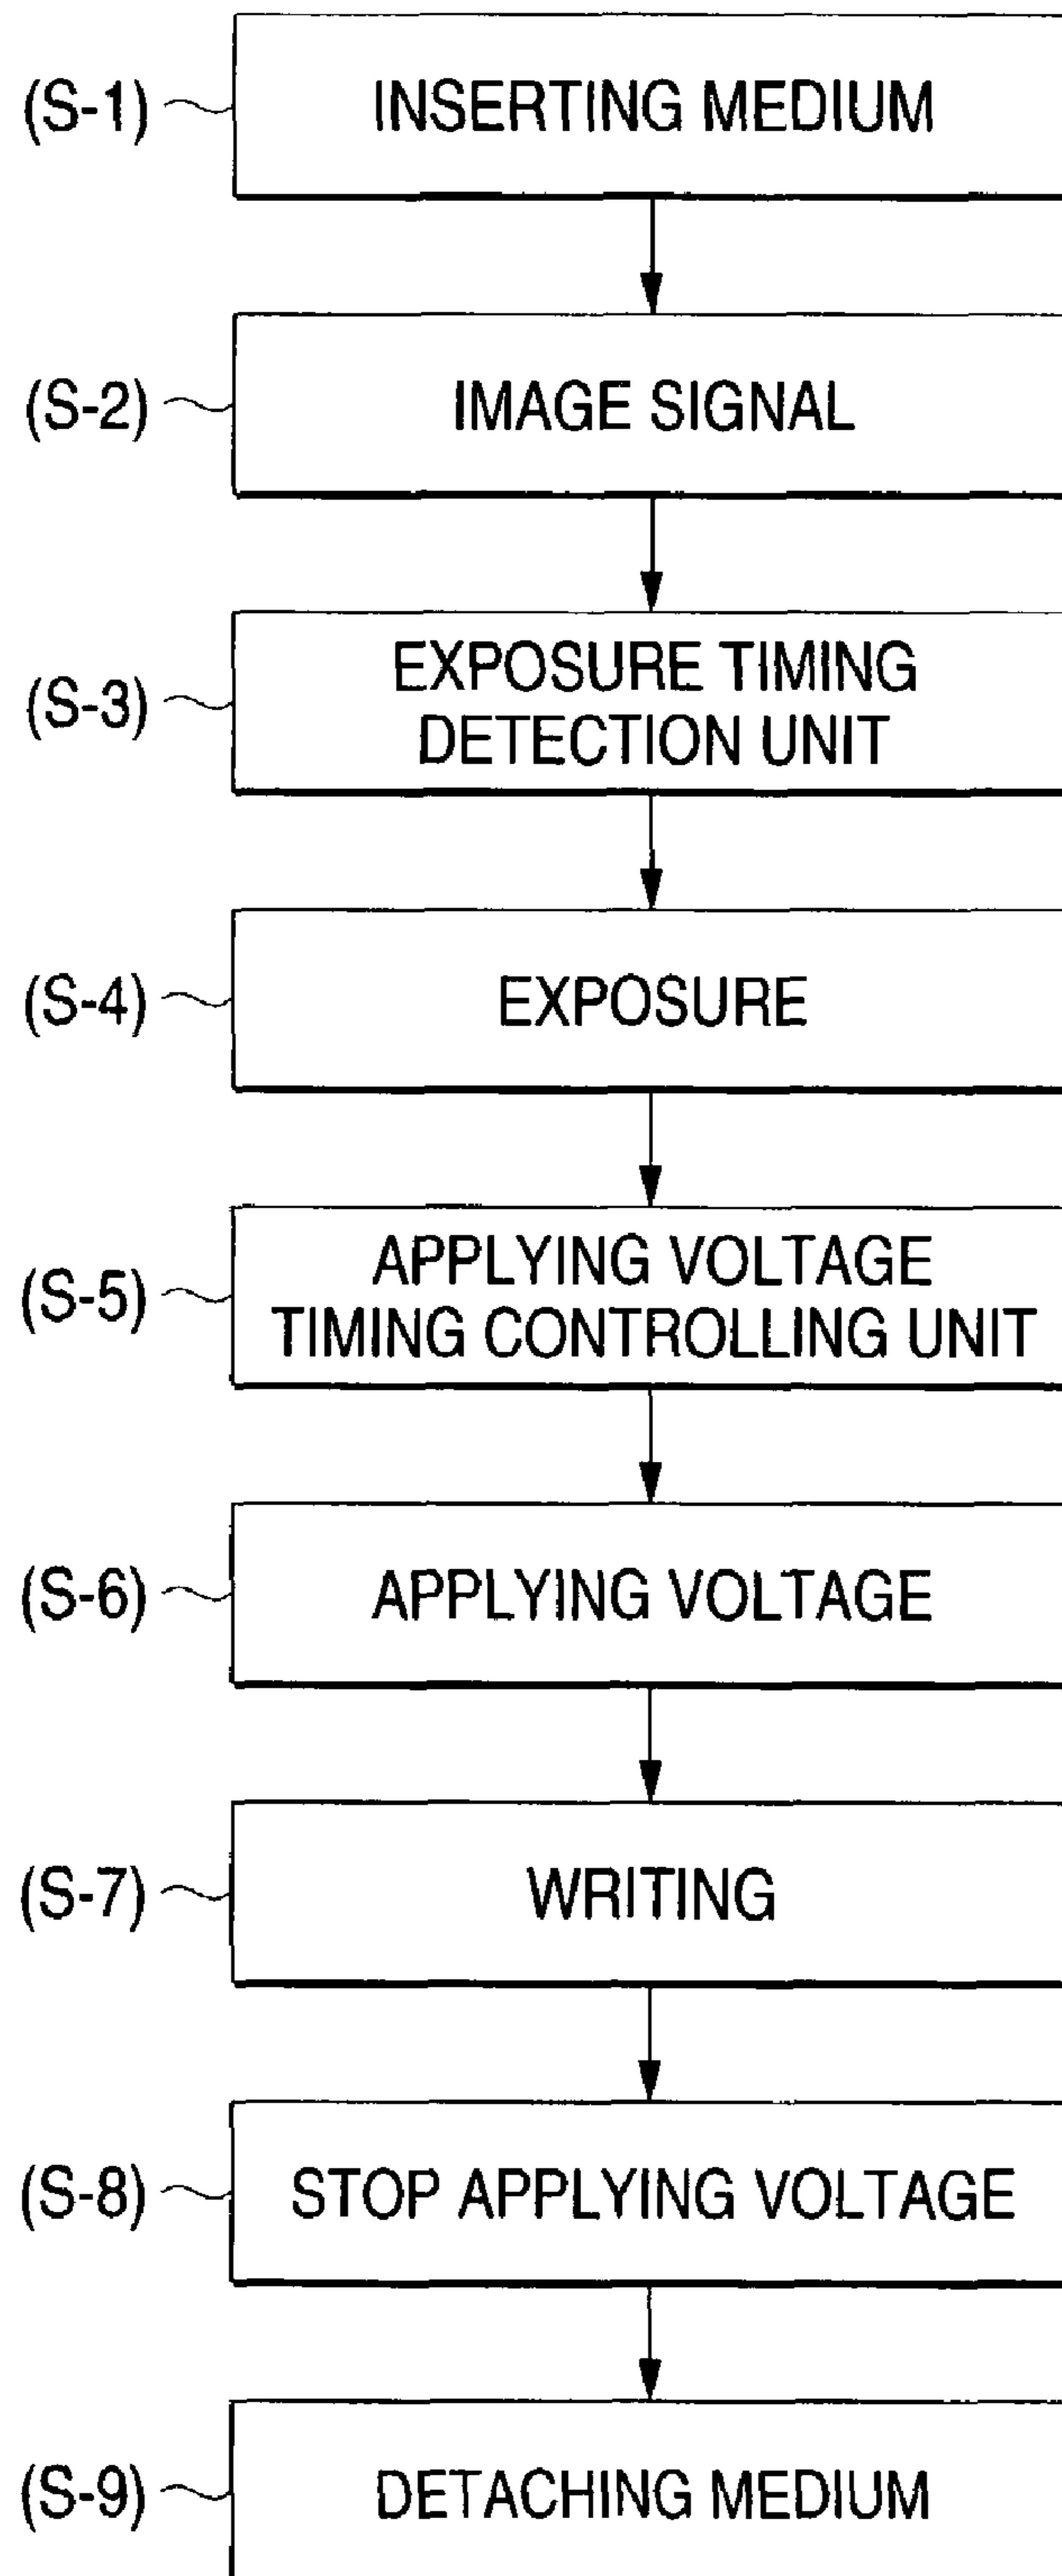 (S-1) INSERTING MEDIUM
(S-2) IMAGE SIGNAL
(S-3) EXPOSURE TIMING
DETECTION UNIT
(S-4) EXPOSURE
(S-5) APPLYING VOLTAGE
TIMING CONTROLLING UNIT
(S-6) APPLYING VOLTAGE
(S-7) WRITING
(S-8) STOP APPLYING VOLTAGE
(S-9) DETACHING MEDIUM